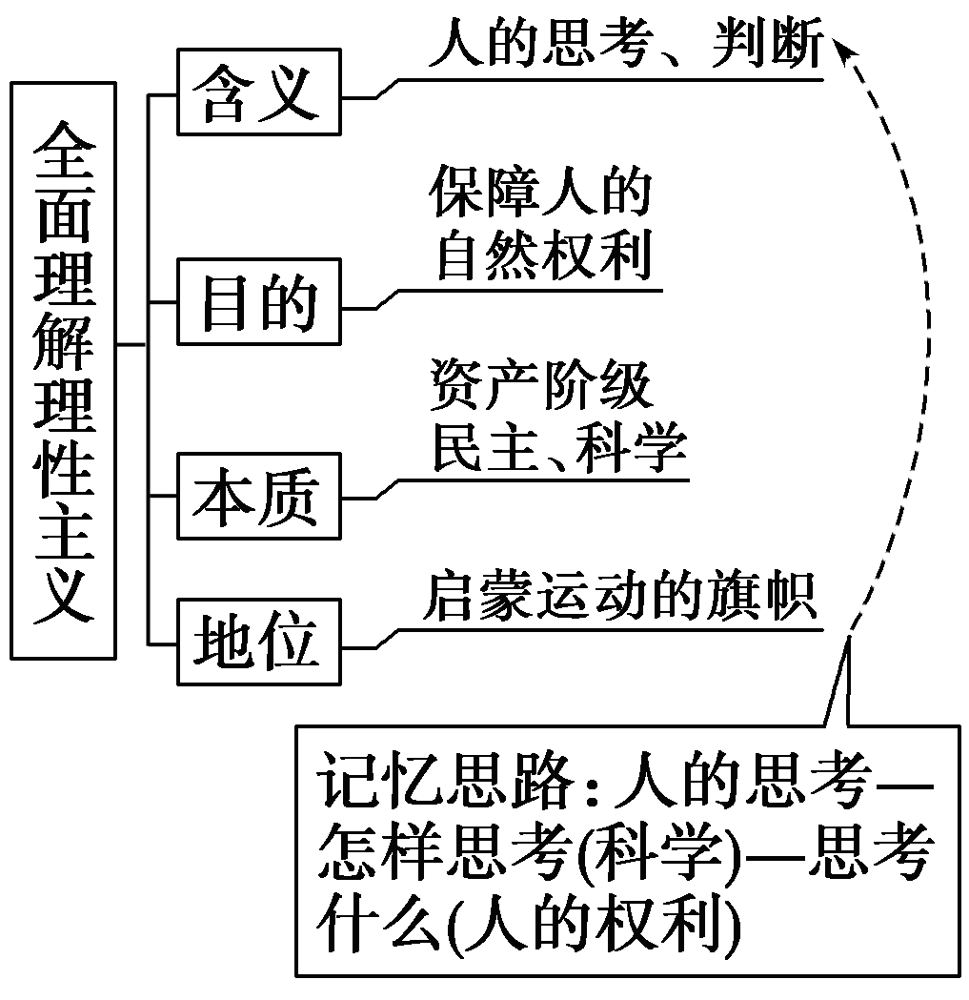 全面理解理性主义
含义
人的思考、判断
目的
保障人的
自然权利
本质
资产阶级
民主、科学
地位
启蒙运动的旗帜
记忆思路：人的思考—
怎样思考(科学)—思考
什么(人的权利)